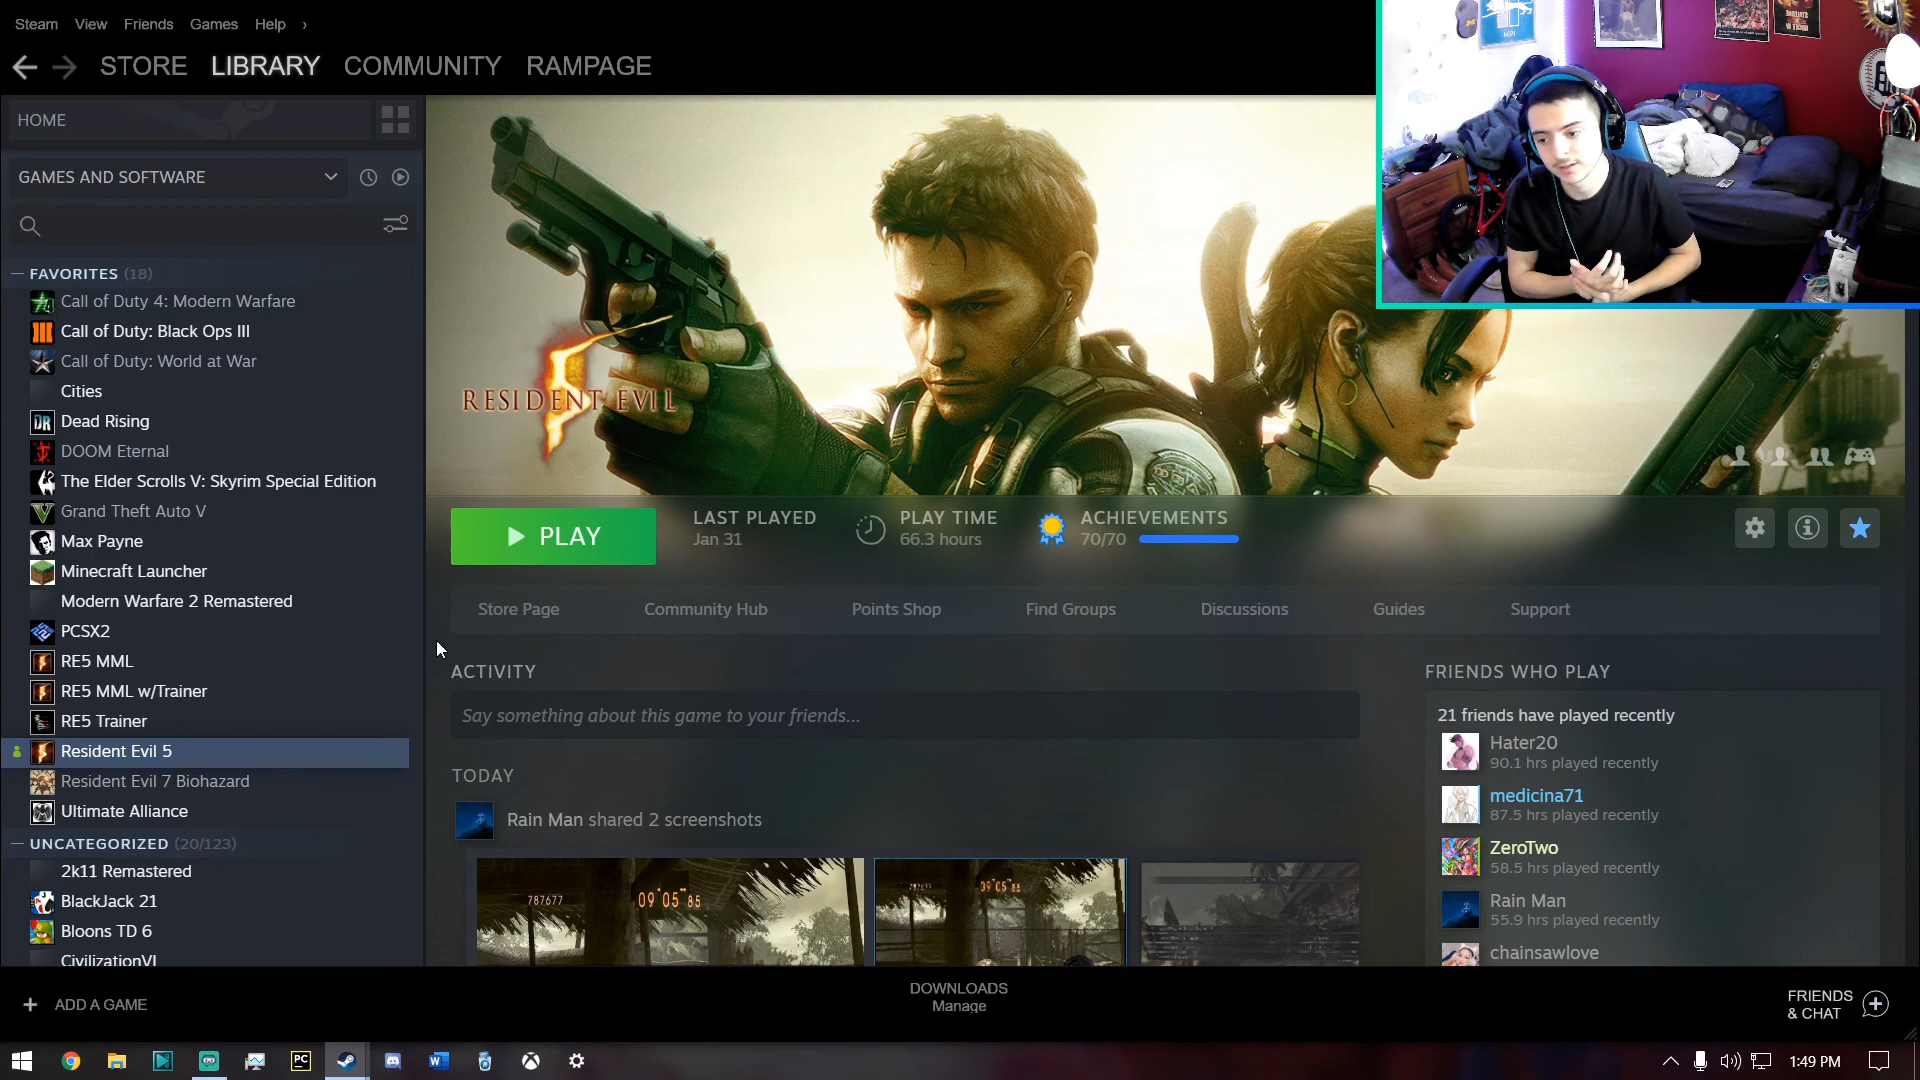 Steam View Friends Games Help ›
STORE LIBRARY COMMUNITY RAMPAGE
HOME
GAMES AND SOFTWARE
— FAVORITES (18)
Call of Duty 4: Modern Warfare
Call of Duty: Black Ops III
Call of Duty: World at War
Cities
Dead Rising
DOOM Eternal
The Elder Scrolls V: Skyrim Special Edition
Grand Theft Auto V
Max Payne
Minecraft Launcher
Modern Warfare 2 Remastered
PCSX2
RE5 MML
RE5 MML w/Trainer
RE5 Trainer
Resident Evil 5
Resident Evil 7 Biohazard
Ultimate Alliance
— UNCATEGORIZED (20/123)
2k11 Remastered
BlackJack 21
Bloons TD 6
CivilizationVI
+ ADD A GAME
RESIDENT EVIL 5
PLAY
LAST PLAYED
Jan 31
PLAY TIME
66.3 hours
ACHIEVEMENTS
70/70
Store Page Community Hub Points Shop Find Groups Discussions Guides Support
ACTIVITY
Say something about this game to your friends...
TODAY
Rain Man shared 2 screenshots
787677 09'05"85
09'05"85
FRIENDS WHO PLAY
21 friends have played recently
Hater20
90.1 hrs played recently
medicina71
87.5 hrs played recently
ZeroTwo
58.5 hrs played recently
Rain Man
55.9 hrs played recently
chainsawlove
DOWNLOADS
Manage
FRIENDS
& CHAT
PC
1:49 PM